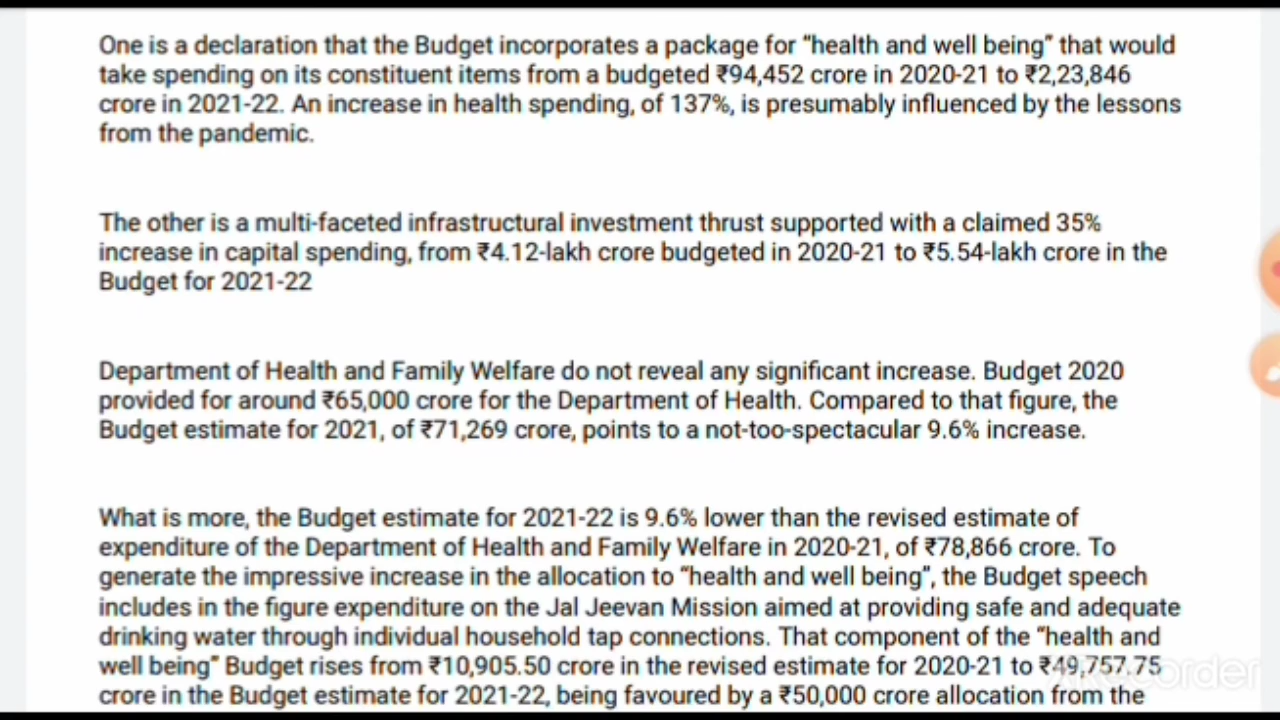 One is a declaration that the Budget incorporates a package for “health and well being” that would
take spending on its constituent items from a budgeted ₹94,452 crore in 2020-21 to ₹2,23,846
crore in 2021-22. An increase in health spending, of 137%, is presumably influenced by the lessons
from the pandemic.
The other is a multi-faceted infrastructural investment thrust supported with a claimed 35%
increase in capital spending, from ₹4.12-lakh crore budgeted in 2020-21 to ₹5.54-lakh crore in the
Budget for 2021-22
Department of Health and Family Welfare do not reveal any significant increase. Budget 2020
provided for around ₹65,000 crore for the Department of Health. Compared to that figure, the
Budget estimate for 2021, of ₹71,269 crore, points to a not-too-spectacular 9.6% increase.
What is more, the Budget estimate for 2021-22 is 9.6% lower than the revised estimate of
expenditure of the Department of Health and Family Welfare in 2020-21, of ₹78,866 crore. To
generate the impressive increase in the allocation to “health and well being”, the Budget speech
includes in the figure expenditure on the Jal Jeevan Mission aimed at providing safe and adequate
drinking water through individual household tap connections. That component of the “health and
well being” Budget rises from ₹10,905.50 crore in the revised estimate for 2020-21 to ₹49,757.75
crore in the Budget estimate for 2021-22, being favoured by a ₹50,000 crore allocation from the